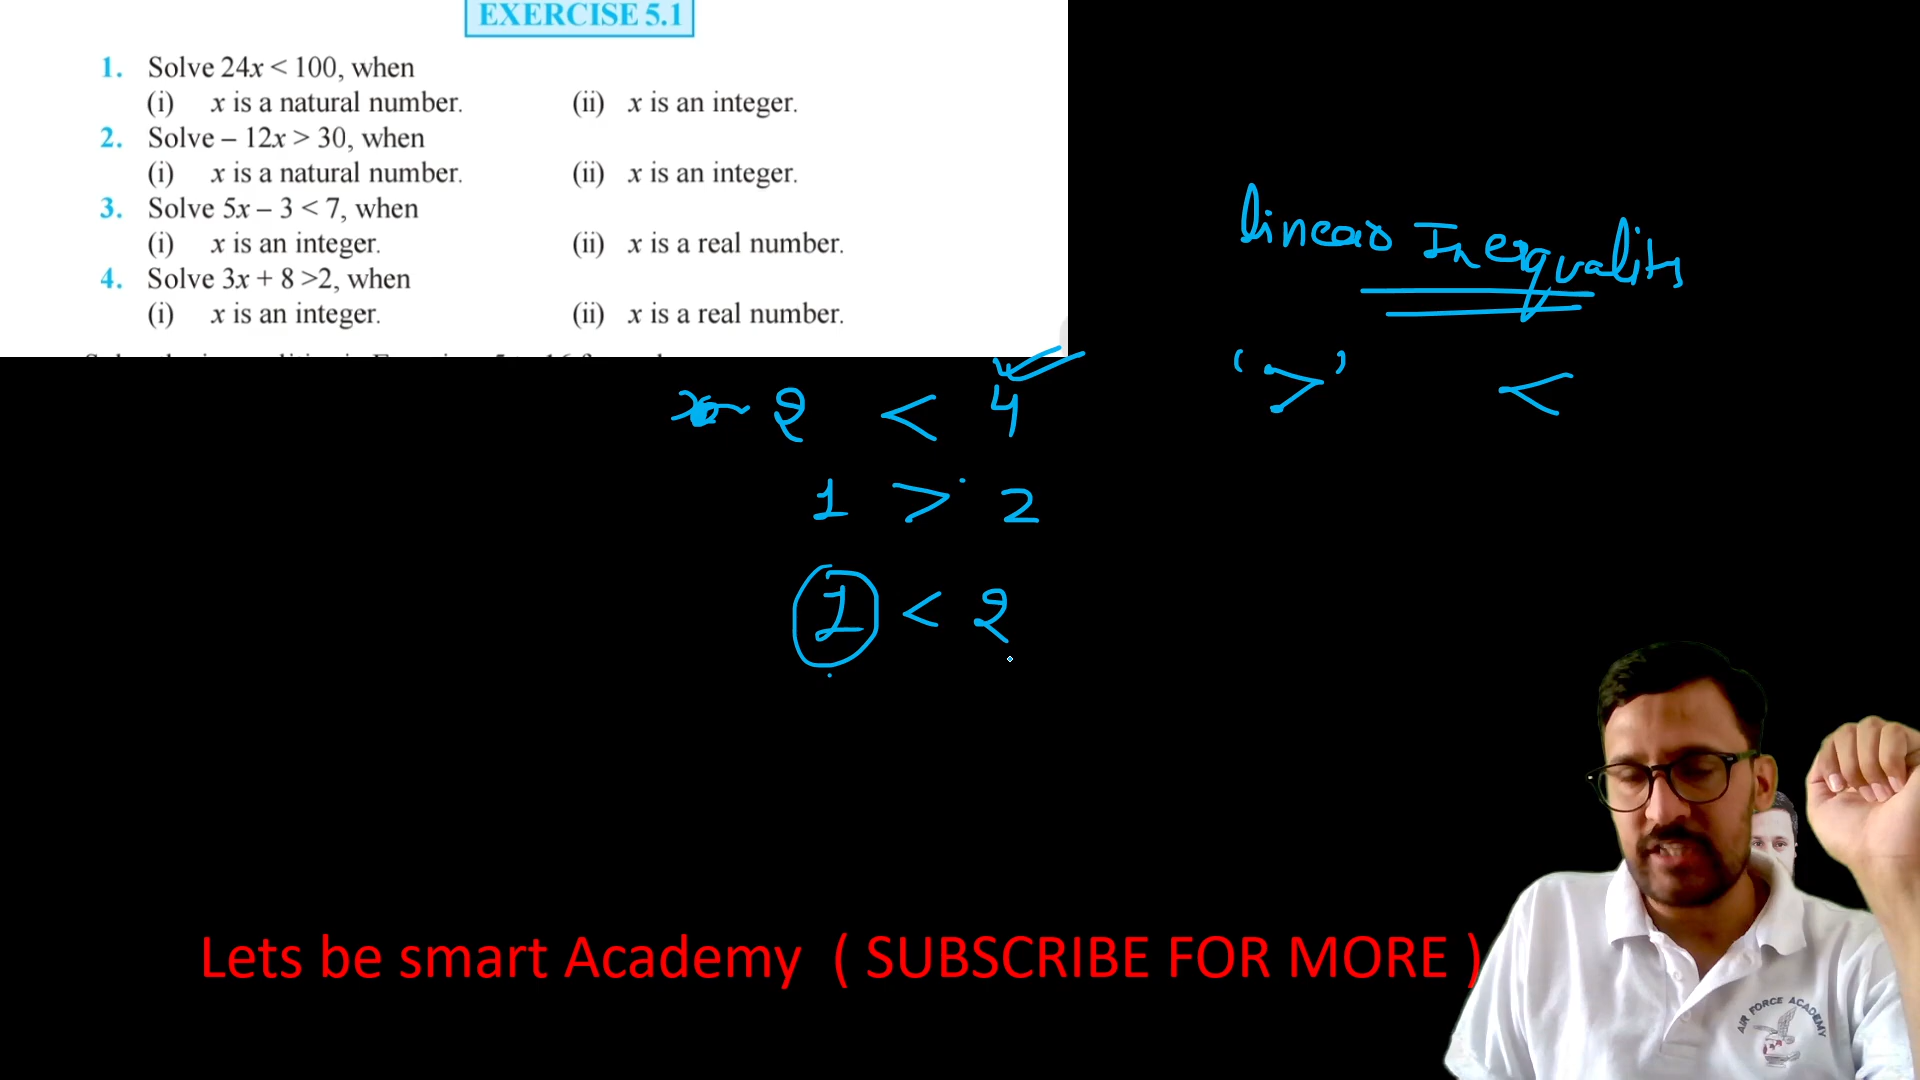 EXERCISE 5.1
1. Solve 24x < 100, when
(i) x is a natural number. (ii) x is an integer.
2. Solve – 12x > 30, when
(i) x is a natural number. (ii) x is an integer.
3. Solve 5x – 3 < 7, when
(i) x is an integer. (ii) x is a real number.
4. Solve 3x + 8 >2, when
(i) x is an integer. (ii) x is a real number.
linear Inequality
' > ' <
2 < 4
1 > 2
1 < 2
Lets be smart Academy ( SUBSCRIBE FOR MORE )
AIR FORCE ACADEMY